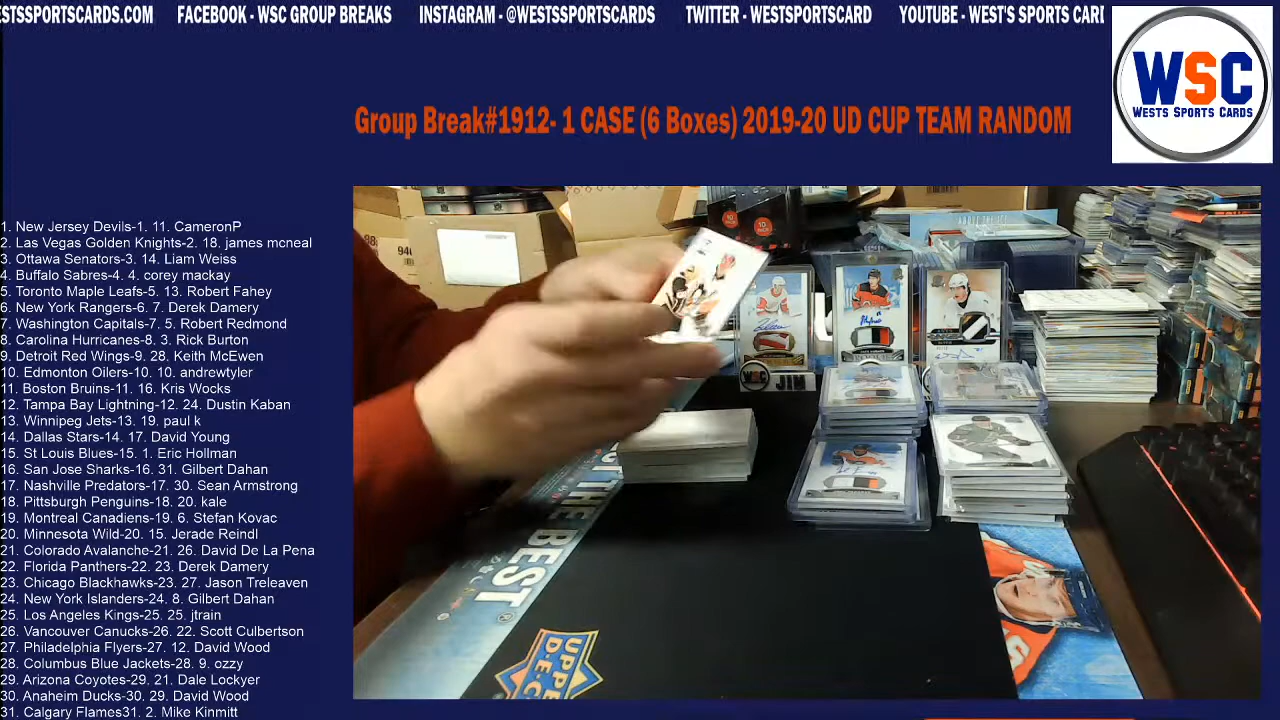 ESTSSPORTSCARDS.COM FACEBOOK - WSC GROUP BREAKS INSTAGRAM - @WESTSSPORTSCARDS TWITTER - WESTSPORTSCARD YOUTUBE - WEST'S SPORTS CARD
WSC
WESTS SPORTS CARDS
Group Break#1912- 1 CASE (6 Boxes) 2019-20 UD CUP TEAM RANDOM
1. New Jersey Devils-1. 11. CameronP
2. Las Vegas Golden Knights-2. 18. james mcneal
3. Ottawa Senators-3. 14. Liam Weiss
4. Buffalo Sabres-4. 4. corey mackay
5. Toronto Maple Leafs-5. 13. Robert Fahey
6. New York Rangers-6. 7. Derek Damery
7. Washington Capitals-7. 5. Robert Redmond
8. Carolina Hurricanes-8. 3. Rick Burton
9. Detroit Red Wings-9. 28. Keith McEwen
10. Edmonton Oilers-10. 10. andrewtyler
11. Boston Bruins-11. 16. Kris Wocks
12. Tampa Bay Lightning-12. 24. Dustin Kaban
13. Winnipeg Jets-13. 19. paul k
14. Dallas Stars-14. 17. David Young
15. St Louis Blues-15. 1. Eric Hollman
16. San Jose Sharks-16. 31. Gilbert Dahan
17. Nashville Predators-17. 30. Sean Armstrong
18. Pittsburgh Penguins-18. 20. kale
19. Montreal Canadiens-19. 6. Stefan Kovac
20. Minnesota Wild-20. 15. Jerade Reindl
21. Colorado Avalanche-21. 26. David De La Pena
22. Florida Panthers-22. 23. Derek Damery
23. Chicago Blackhawks-23. 27. Jason Treleaven
24. New York Islanders-24. 8. Gilbert Dahan
25. Los Angeles Kings-25. 25. jtrain
26. Vancouver Canucks-26. 22. Scott Culbertson
27. Philadelphia Flyers-27. 12. David Wood
28. Columbus Blue Jackets-28. 9. ozzy
29. Arizona Coyotes-29. 21. Dale Lockyer
30. Anaheim Ducks-30. 29. David Wood
31. Calgary Flames31. 2. Mike Kinmitt
WSC JIM
THE BEST
UPPER